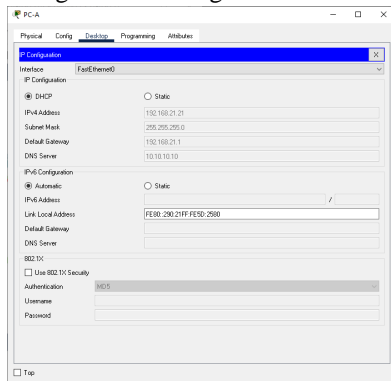 PC-A
Physical Config Desktop Programming Attributes
IP Configuration
Interface FastEthernet0
IP Configuration
DHCP Static
IPv4 Address 192.168.21.21
Subnet Mask 255.255.255.0
Default Gateway 192.168.21.1
DNS Server 10.10.10.10
IPv6 Configuration
Automatic Static
IPv6 Address /
Link Local Address FE80::290:21FF:FE5D:2580
Default Gateway
DNS Server
802.1X
Use 802.1X Security
Authentication MD5
Username
Password
Top